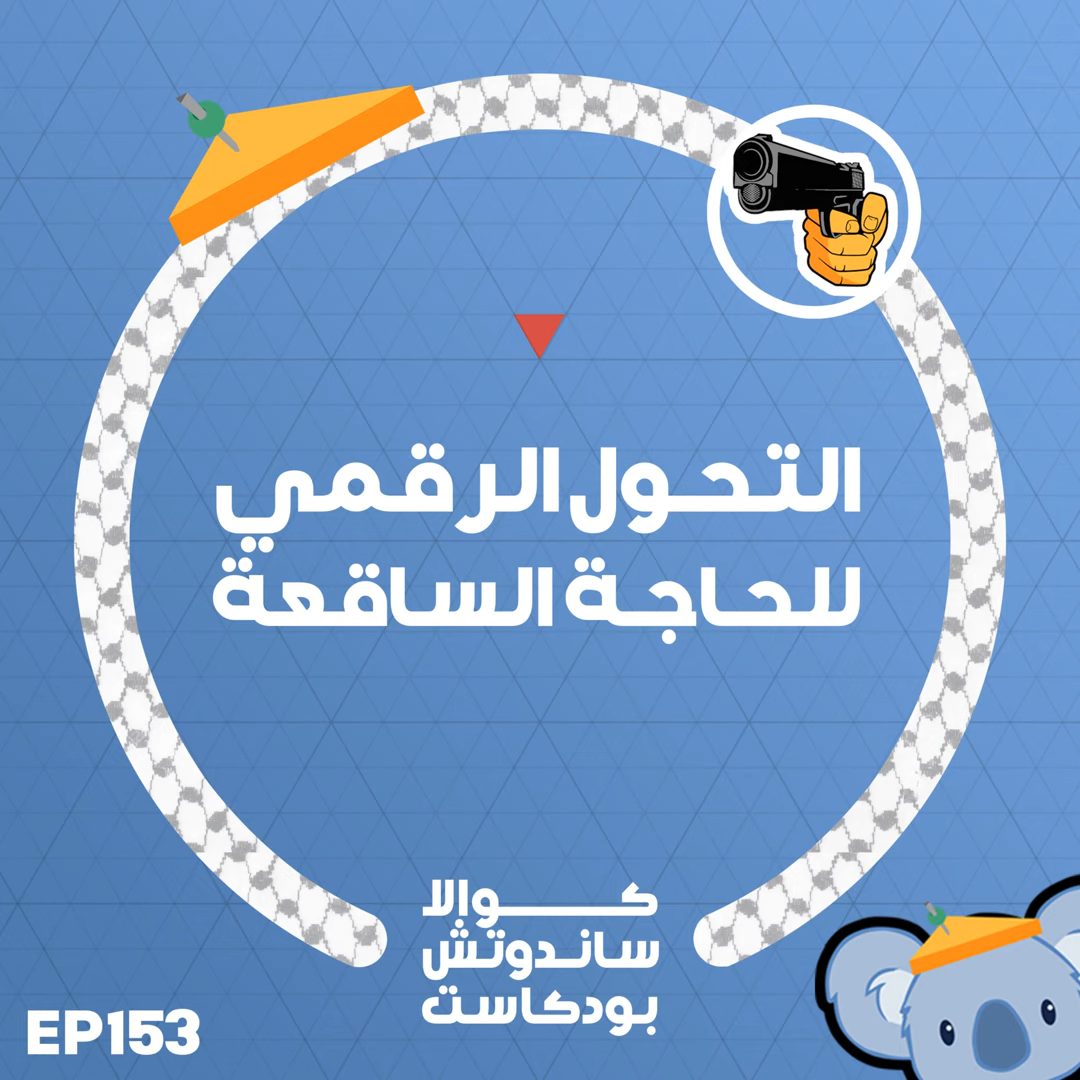 التحول الرقمي
للحاجة الساقعة
كوالا
ساندوتش
بودكاست
EP153